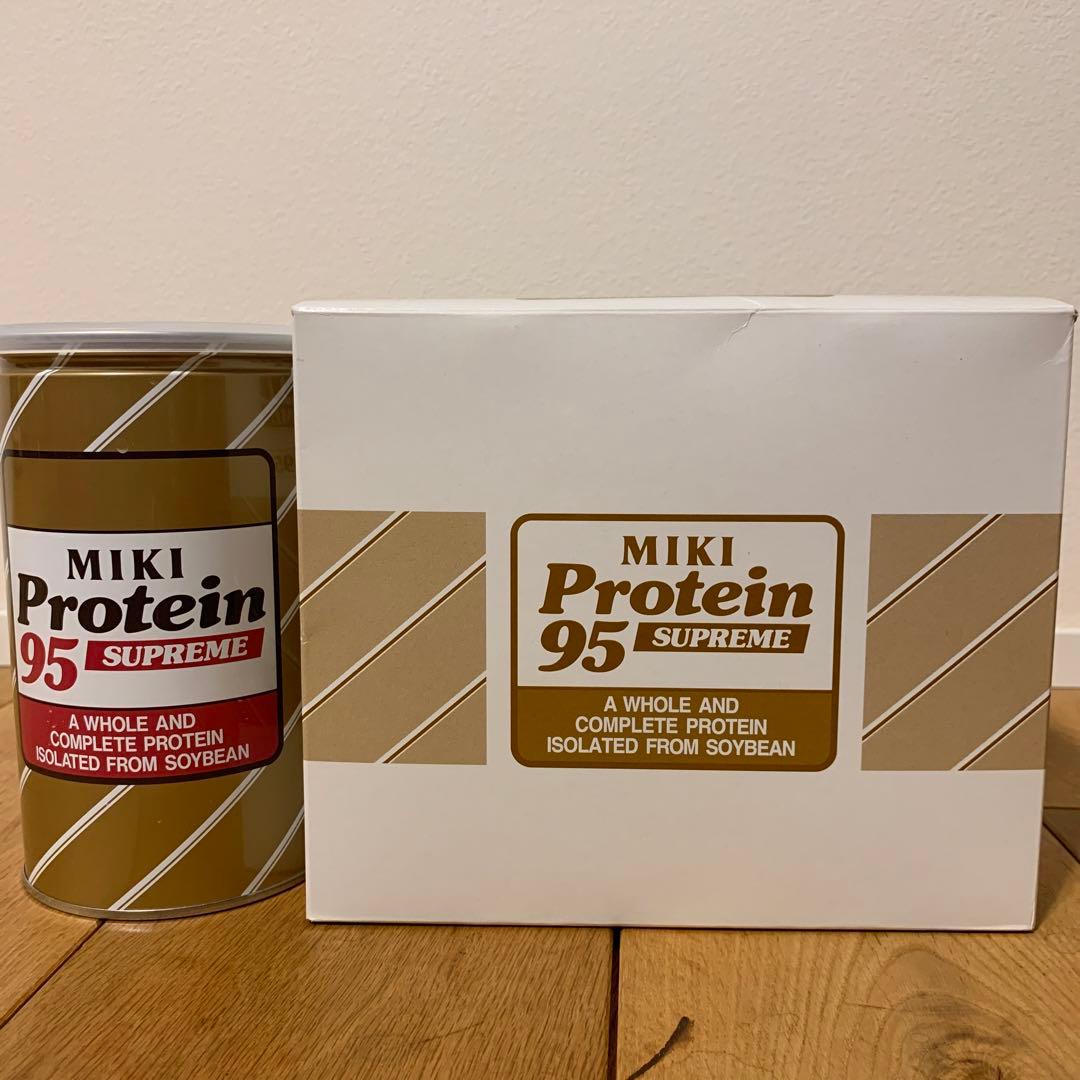 MIKI
Protein
95 SUPREME
A WHOLE AND
COMPLETE PROTEIN
ISOLATED FROM SOYBEAN
MIKI
Protein
95 SUPREME
A WHOLE AND
COMPLETE PROTEIN
ISOLATED FROM SOYBEAN